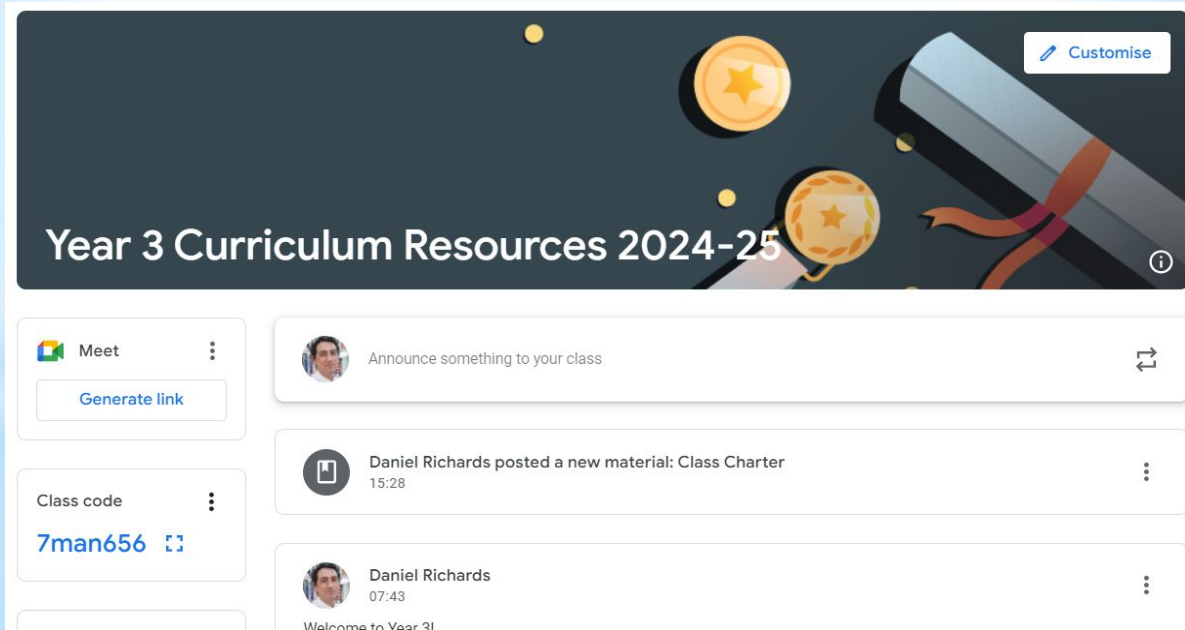 Customise
Year 3 Curriculum Resources 2024-25
Meet
Generate link
Announce something to your class
Daniel Richards posted a new material: Class Charter
15:28
Class code
7man656
Daniel Richards
07:43
Welcome to Year 3!